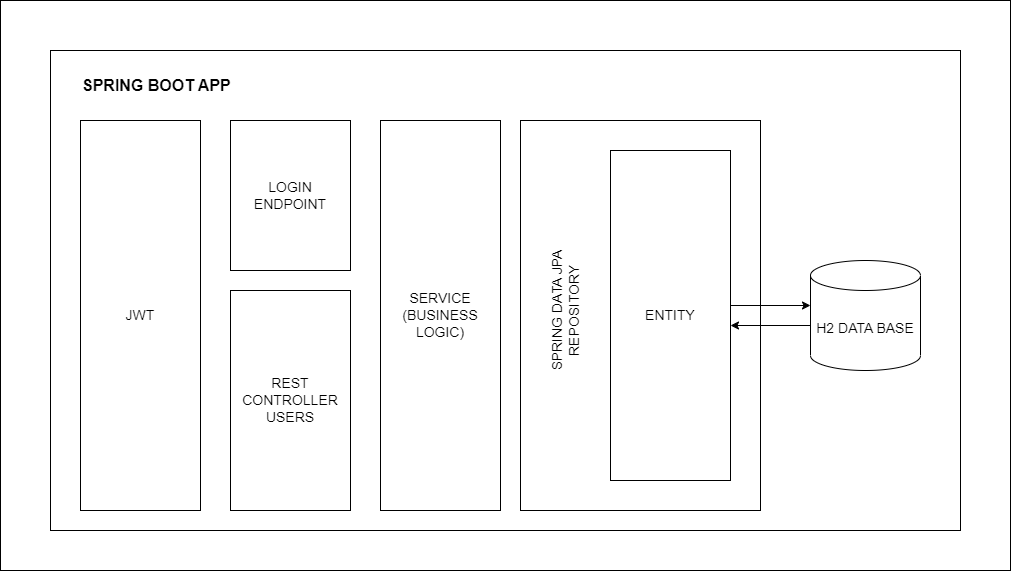 SPRING BOOT APP
JWT
LOGIN
ENDPOINT
REST
CONTROLLER
USERS
SERVICE
(BUSINESS
LOGIC)
SPRING DATA JPA
REPOSITORY
ENTITY
H2 DATA BASE